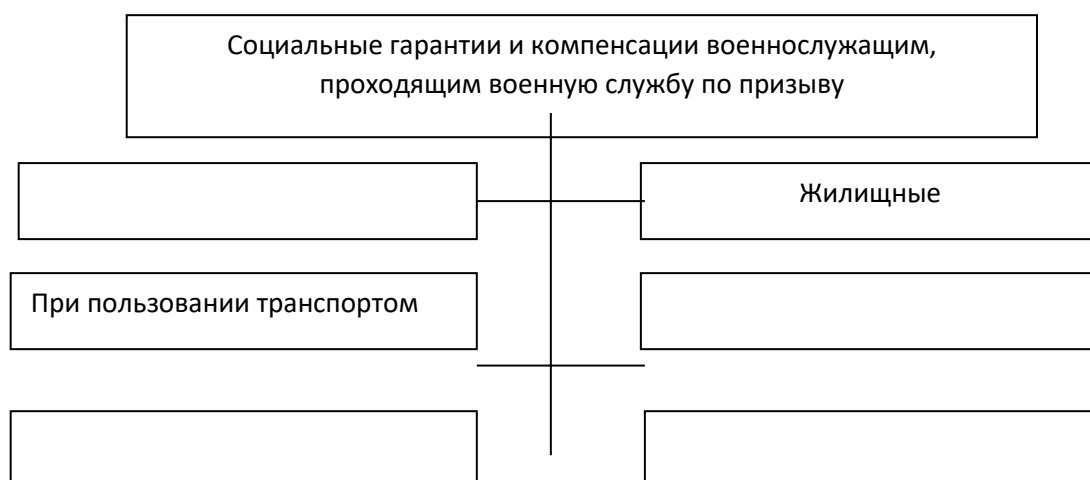 Социальные гарантии и компенсации военнослужащим,
проходящим военную службу по призыву
Жилищные
При пользовании транспортом